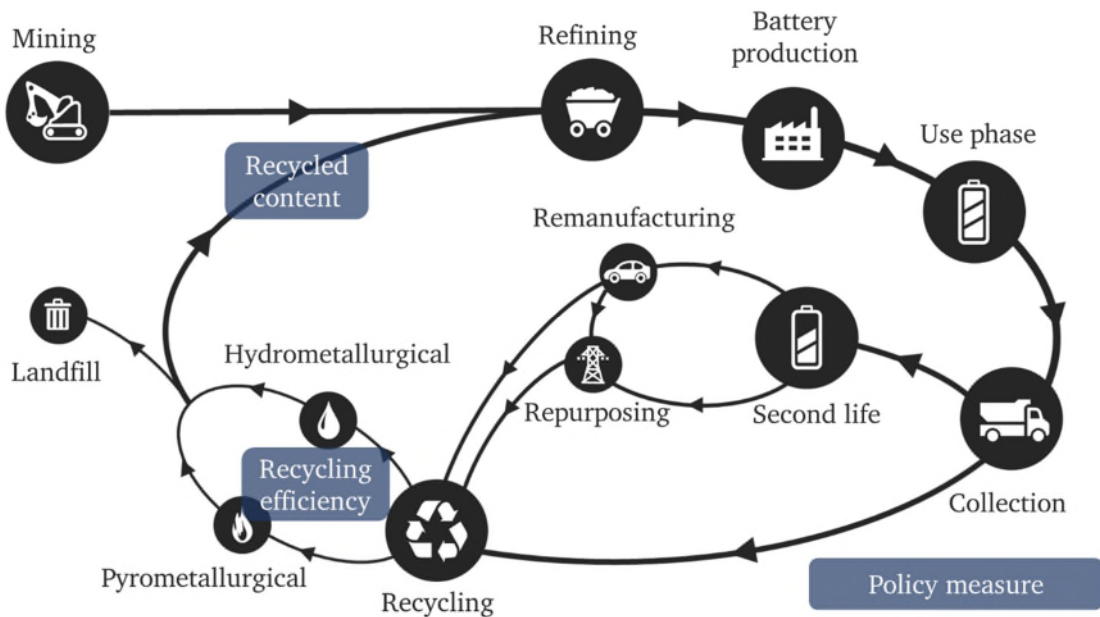 Mining
Refining
Battery
production
Use phase
Recycled
content
Remanufacturing
Landfill
Hydrometallurgical
Repurposing
Second life
Recycling
efficiency
Collection
Pyrometallurgical
Recycling
Policy measure